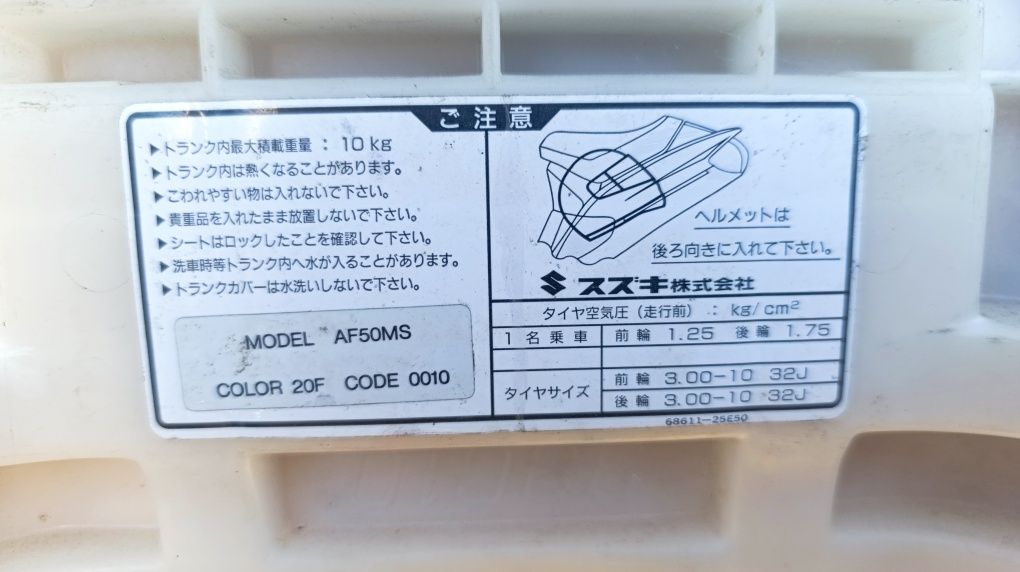 ご注意
▶トランク内最大積載重量：10kg
▶トランク内は熱くなることがあります。
▶こわれやすい物は入れないで下さい。
▶貴重品を入れたまま放置しないで下さい。
▶シートはロックしたことを確認して下さい。
▶洗車時等トランク内へ水が入ることがあります。
▶トランクカバーは水洗いしないで下さい。
MODEL AF50MS
COLOR 20F CODE 0010
ヘルメットは
後ろ向きに入れて下さい。
スズキ株式会社
タイヤ空気圧（走行前）：kg/cm²
1名乗車 前輪 1.25 後輪 1.75
タイヤサイズ
前輪 3.00-10 32J
後輪 3.00-10 32J
68611-25E50